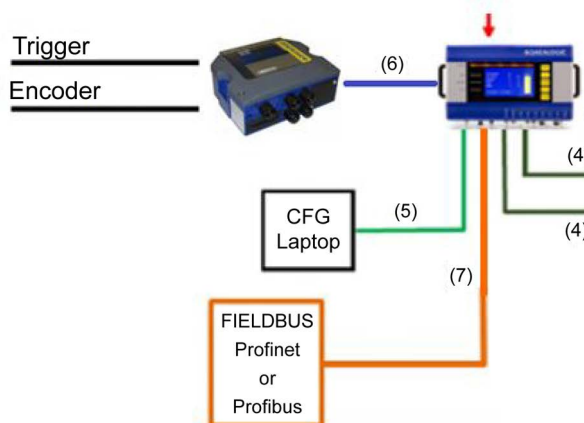 Trigger
(6)
Encoder
(4
CFG
Laptop
(5)
(4)
(7)
FIELDBUS
Profinet
or
Profibus